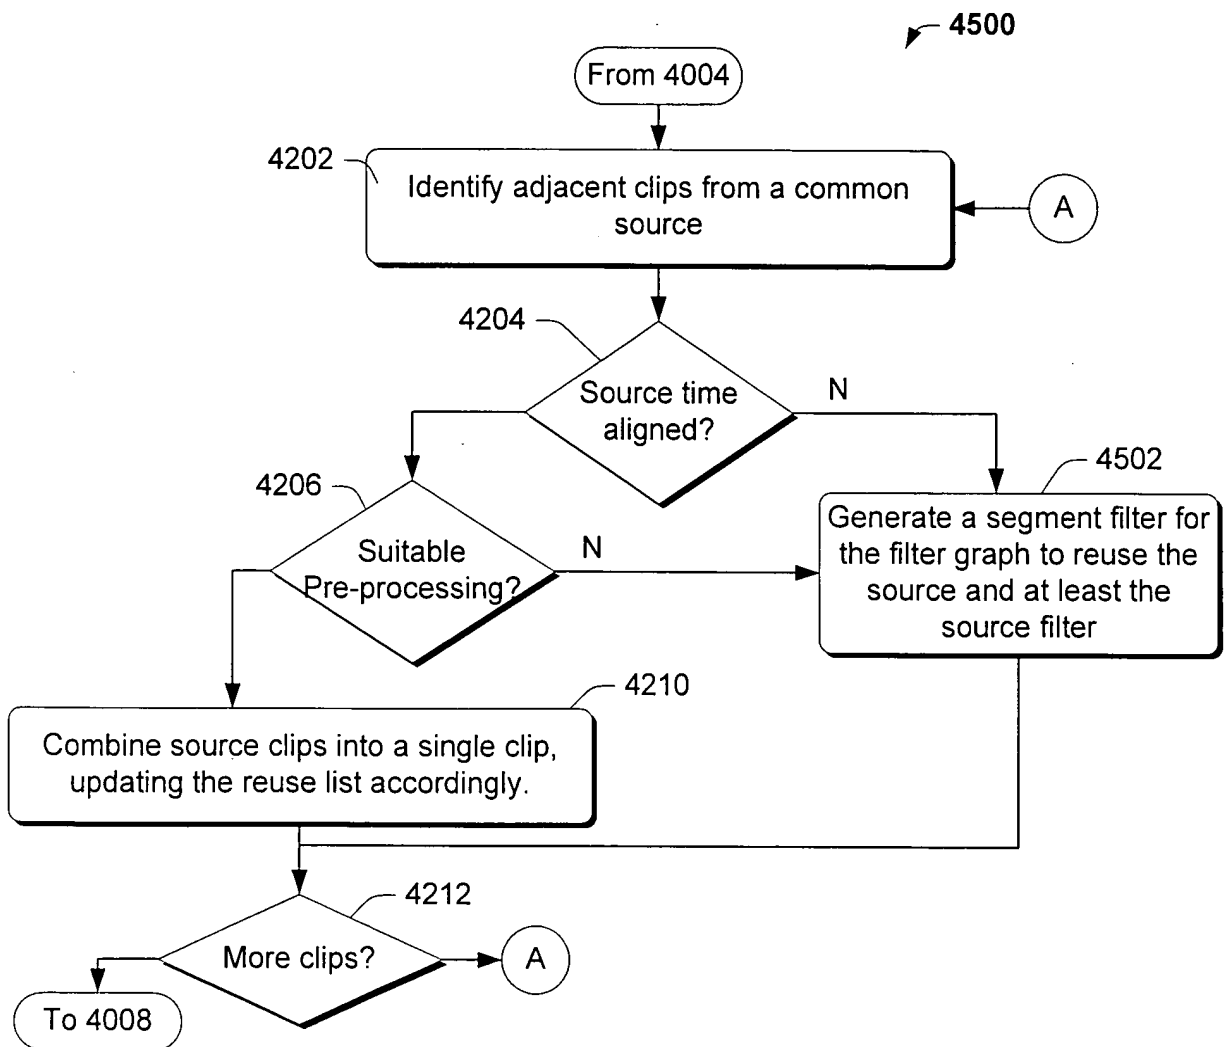 4500
From 4004
4202
Identify adjacent clips from a common
source
A
4204
Source time
aligned?
N
4206
Suitable
Pre-processing?
N
4502
Generate a segment filter for
the filter graph to reuse the
source and at least the
source filter
4210
Combine source clips into a single clip,
updating the reuse list accordingly.
4212
More clips?
A
To 4008